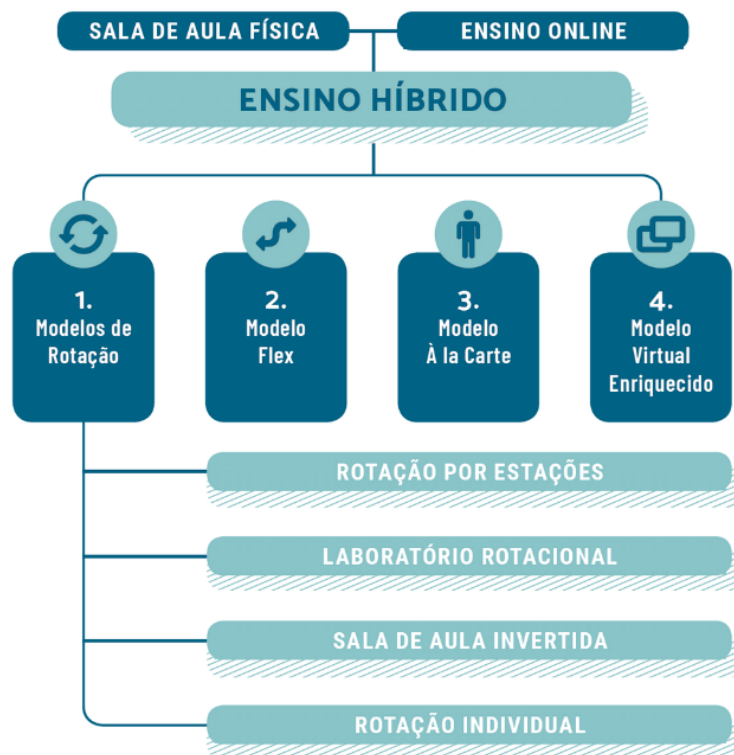 SALA DE AULA FÍSICA
ENSINO ONLINE
ENSINO HÍBRIDO
1.
Modelos de
Rotação
2.
Modelo
Flex
3.
Modelo
À la Carte
4.
Modelo
Virtual
Enriquecido
ROTAÇÃO POR ESTAÇÕES
LABORATÓRIO ROTACIONAL
SALA DE AULA INVERTIDA
ROTAÇÃO INDIVIDUAL